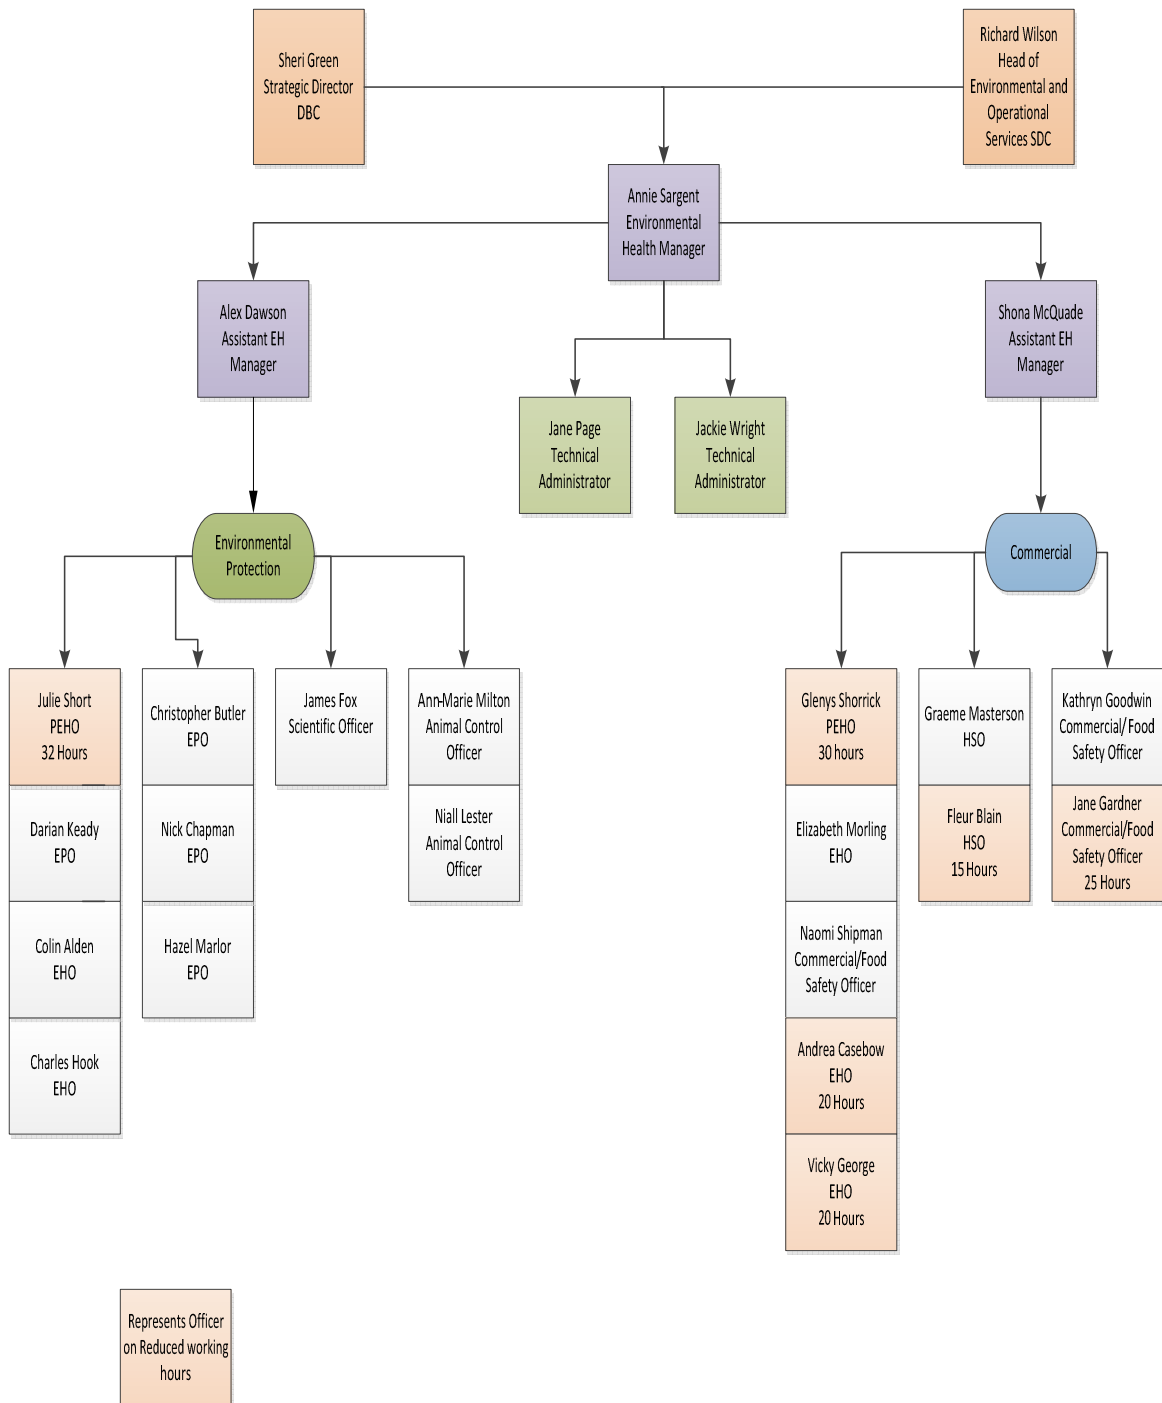 Sheri Green
Strategic Director
DBC
Richard Wilson
Head of
Environmental and
Operational
Services SDC
Annie Sargent
Environmental
Health Manager
Alex Dawson
Assistant EH
Manager
Shona McQuade
Assistant EH
Manager
Jane Page
Technical
Administrator
Jackie Wright
Technical
Administrator
Environmental
Protection
Commercial
Julie Short
PEHO
32 Hours
Darian Keady
EPO
Colin Alden
EHO
Charles Hook
EHO
Christopher Butler
EPO
Nick Chapman
EPO
Hazel Marlor
EPO
James Fox
Scientific Officer
Ann-Marie Milton
Animal Control
Officer
Niall Lester
Animal Control
Officer
Glenys Shorrick
PEHO
30 hours
Elizabeth Morling
EHO
Naomi Shipman
Commercial/Food
Safety Officer
Andrea Casebow
EHO
20 Hours
Vicky George
EHO
20 Hours
Graeme Masterson
HSO
Fleur Blain
HSO
15 Hours
Kathryn Goodwin
Commercial/ Food
Safety Officer
Jane Gardner
Commercial/Food
Safety Officer
25 Hours
Represents Officer
on Reduced working
hours